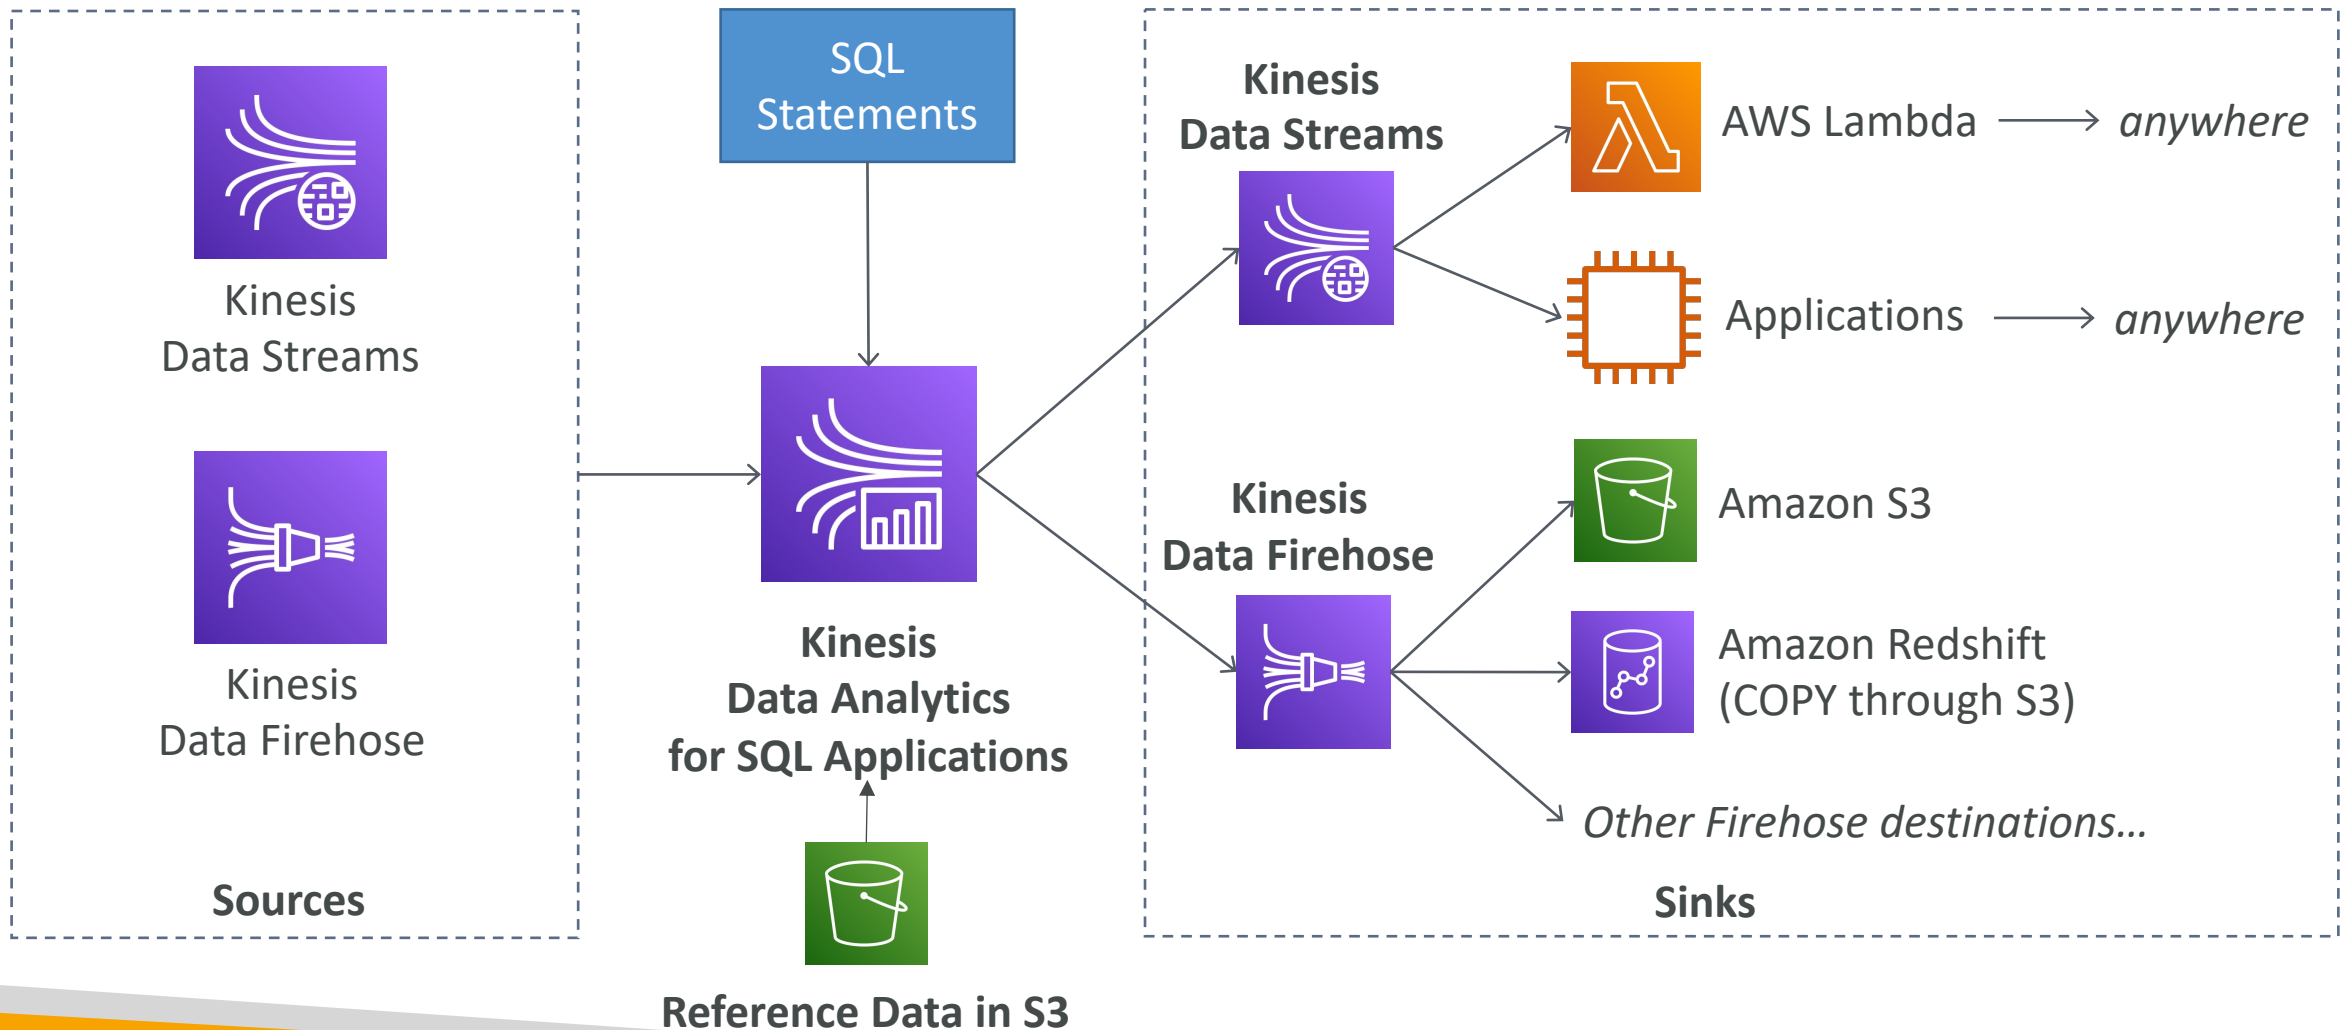 Kinesis
Data Streams
Kinesis
Data Firehose
Sources
SQL
Statements
Kinesis
Data Analytics
for SQL Applications
Reference Data in S3
Kinesis
Data Streams
AWS Lambda
anywhere
Applications
anywhere
Kinesis
Data Firehose
Amazon S3
Amazon Redshift
(COPY through S3)
Other Firehose destinations...
Sinks